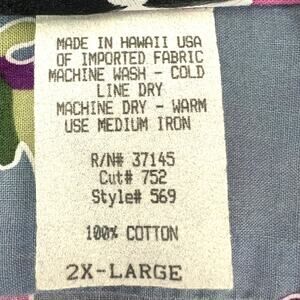 MADE IN HAWAII USA
OF IMPORTED FABRIC
MACHINE WASH - COLD
LINE DRY
MACHINE DRY - WARM
USE MEDIUM IRON
R/N# 37145
Cut# 752
Style# 569
100% COTTON
2X-LARGE